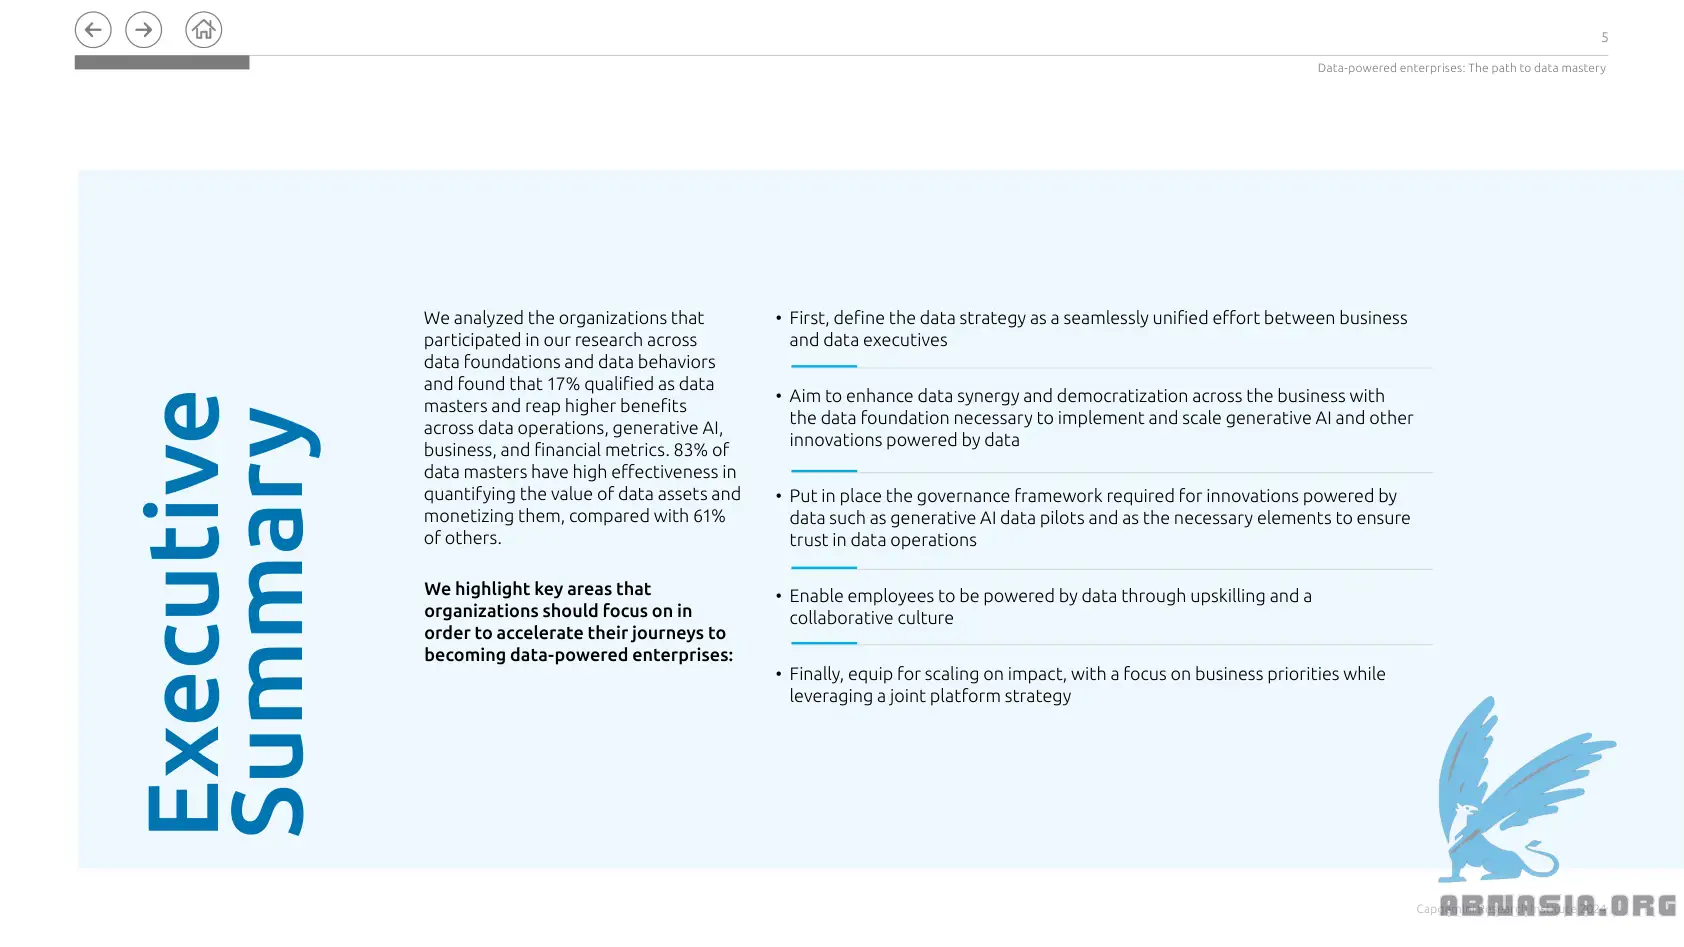 5
Data-powered enterprises: The path to data mastery
Executive
Summary
We analyzed the organizations that
participated in our research across
data foundations and data behaviors
and found that 17% qualified as data
masters and reap higher benefits
across data operations, generative AI,
business, and financial metrics. 83% of
data masters have high effectiveness in
quantifying the value of data assets and
monetizing them, compared with 61%
of others.
We highlight key areas that
organizations should focus on in
order to accelerate their journeys to
becoming data-powered enterprises:
• First, define the data strategy as a seamlessly unified effort between business
and data executives
• Aim to enhance data synergy and democratization across the business with
the data foundation necessary to implement and scale generative AI and other
innovations powered by data
• Put in place the governance framework required for innovations powered by
data such as generative AI data pilots and as the necessary elements to ensure
trust in data operations
• Enable employees to be powered by data through upskilling and a
collaborative culture
• Finally, equip for scaling on impact, with a focus on business priorities while
leveraging a joint platform strategy
ABNASIA.ORG